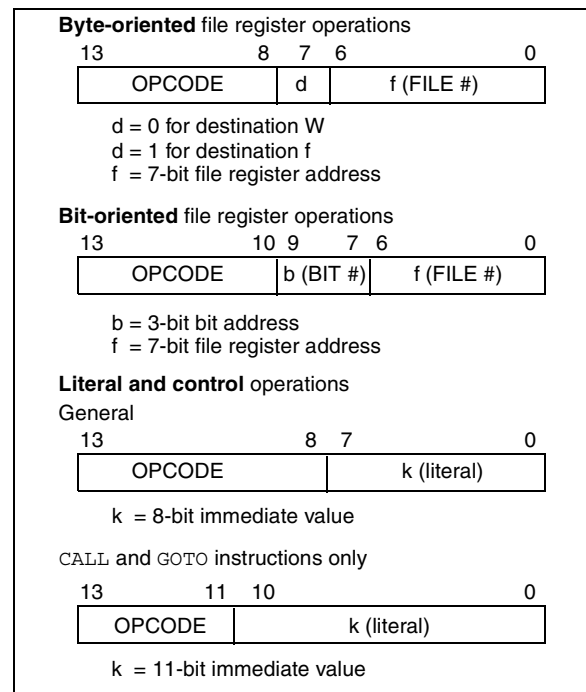 Byte-oriented file register operations
13 8 7 6 0
OPCODE d f (FILE #)
d = 0 for destination W
d = 1 for destination f
f = 7-bit file register address
Bit-oriented file register operations
13 10 9 7 6 0
OPCODE b (BIT #) f (FILE #)
b = 3-bit bit address
f = 7-bit file register address
Literal and control operations
General
13 8 7 0
OPCODE k (literal)
k = 8-bit immediate value
CALL and GOTO instructions only
13 11 10 0
OPCODE k (literal)
k = 11-bit immediate value